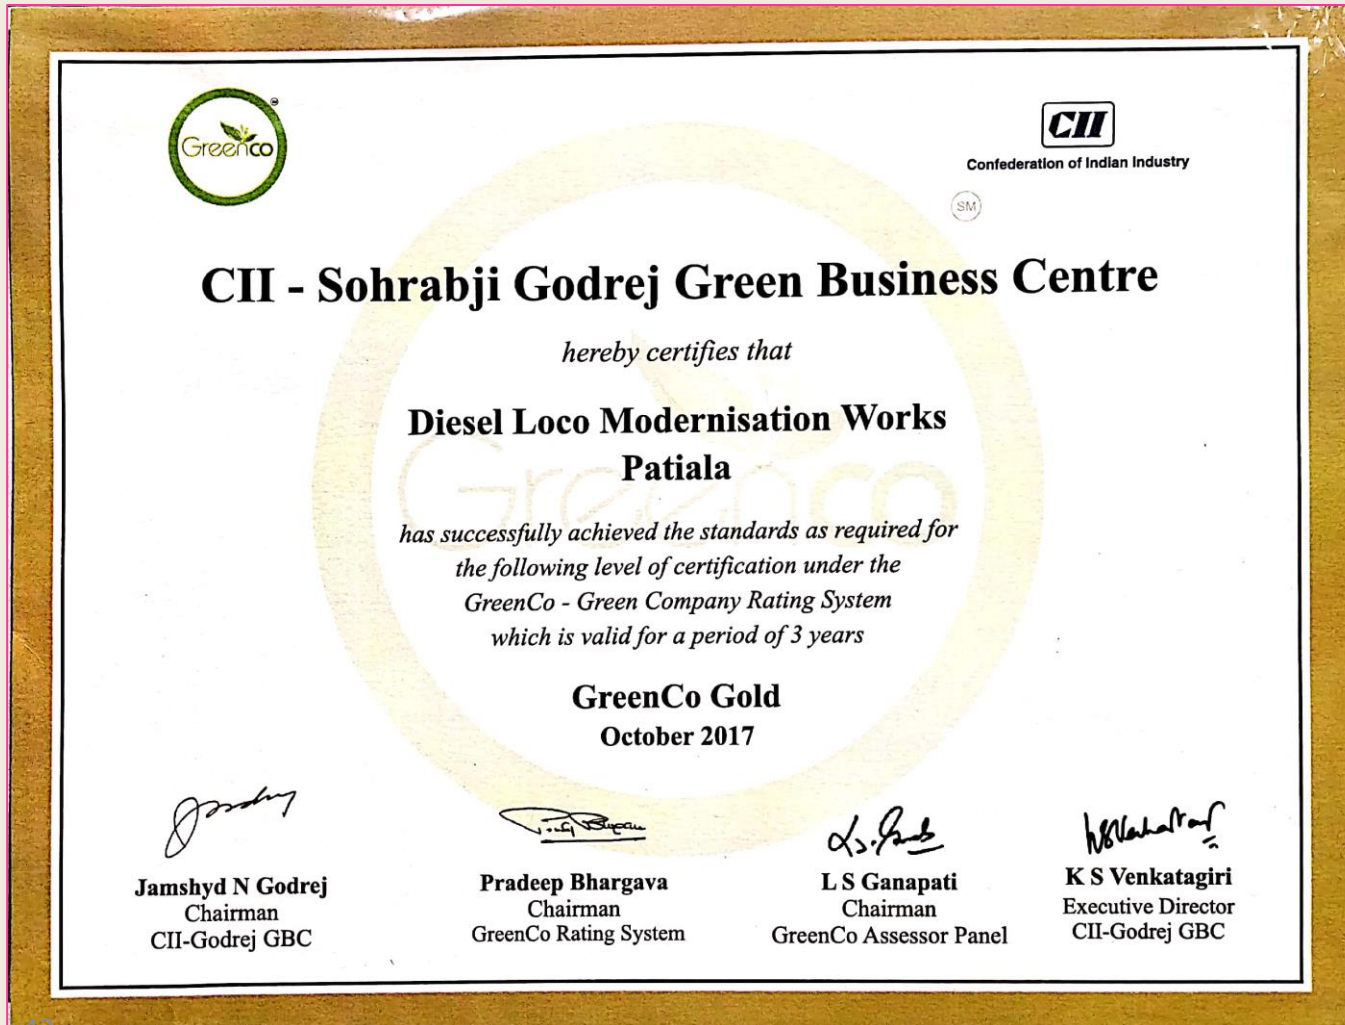 Greenco
CII
Confederation of Indian Industry
SM
CII - Sohrabji Godrej Green Business Centre
hereby certifies that
Diesel Loco Modernisation Works
Patiala
Greenco
has successfully achieved the standards as required for
the following level of certification under the
GreenCo - Green Company Rating System
which is valid for a period of 3 years
GreenCo Gold
October 2017
Jamshyd N Godrej
Chairman
CII-Godrej GBC
Pradeep Bhargava
Chairman
GreenCo Rating System
L S Ganapati
Chairman
GreenCo Assessor Panel
K S Venkatagiri
Executive Director
CII-Godrej GBC